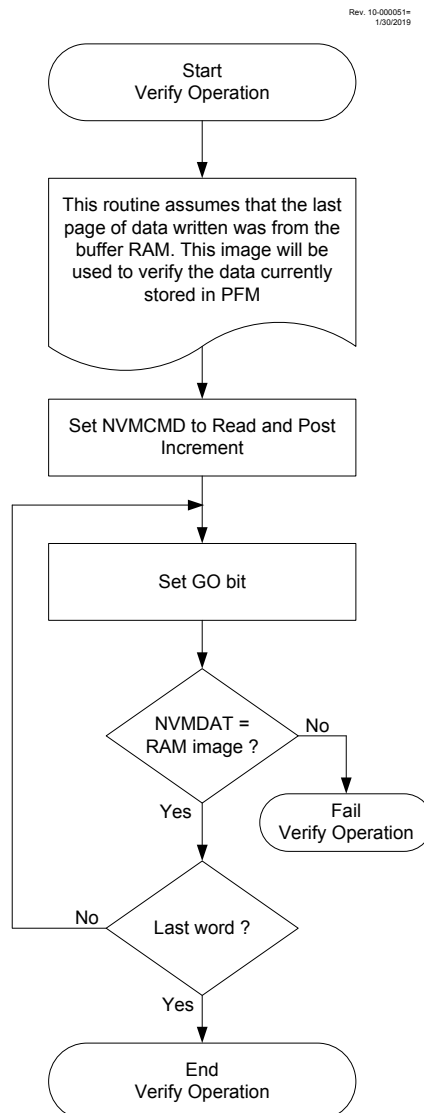 Rev. 10-000051=
1/30/2019
Start
Verify Operation
This routine assumes that the last
page of data written was from the
buffer RAM. This image will be
used to verify the data currently
stored in PFM
Set NVMCMD to Read and Post
Increment
Set GO bit
NVMDAT =
RAM image ?
No
Yes
Fail
Verify Operation
Last word ?
No
Yes
End
Verify Operation